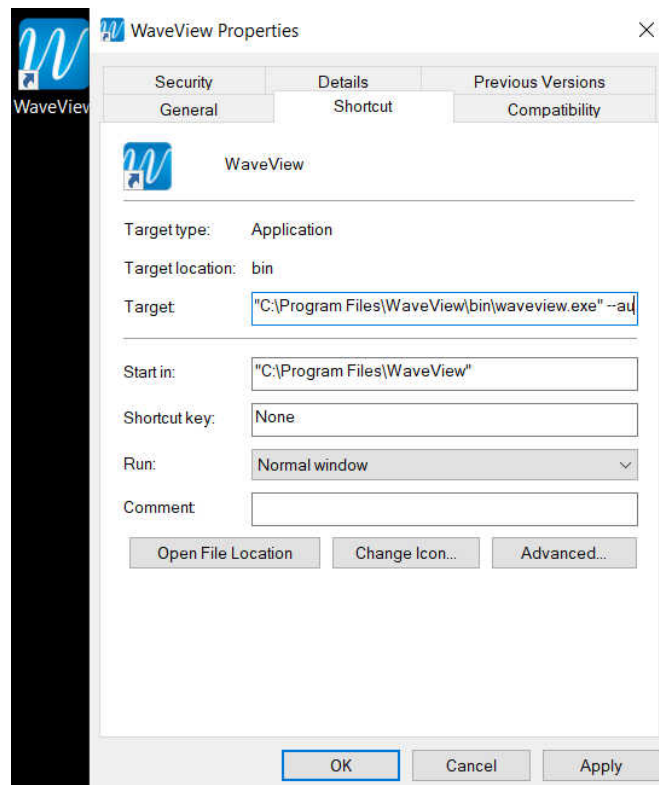 WaveView Properties
WaveView
Security Details Previous Versions
General Shortcut Compatibility
WaveView
Target type: Application
Target location: bin
Target: "C:\Program Files\WaveView\bin\waveview.exe" --au
Start in: "C:\Program Files\WaveView"
Shortcut key: None
Run: Normal window
Comment:
Open File Location Change Icon... Advanced...
OK Cancel Apply